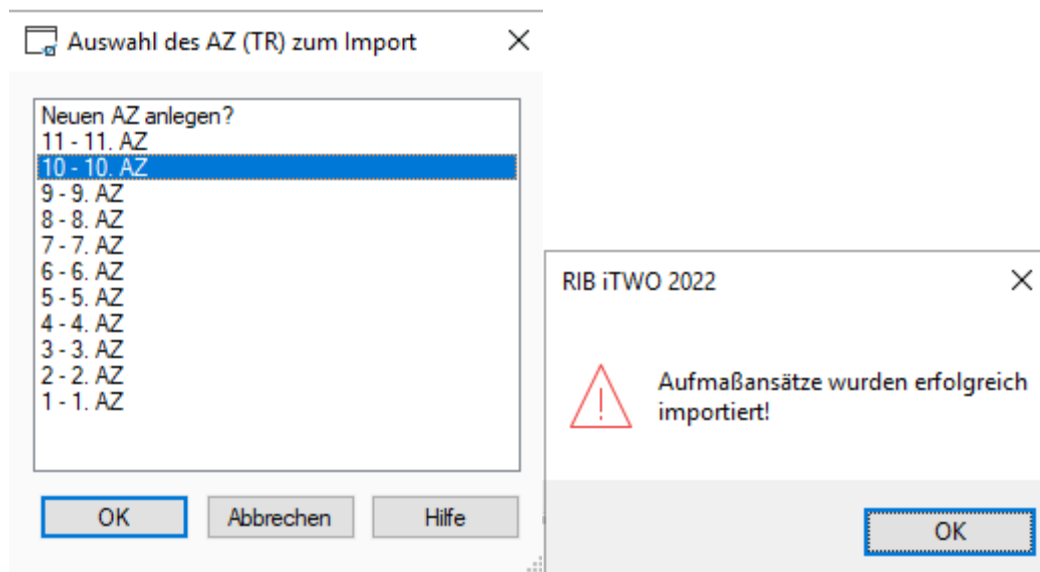 Auswahl des AZ (TR) zum Import
Neuen AZ anlegen?
11 - 11. AZ
10 - 10. AZ
9 - 9. AZ
8 - 8. AZ
7 - 7. AZ
6 - 6. AZ
5 - 5. AZ
4 - 4. AZ
3 - 3. AZ
2 - 2. AZ
1 - 1. AZ
OK
Abbrechen
Hilfe
RIB iTWO 2022
Aufmaßansätze wurden erfolgreich
importiert!
OK